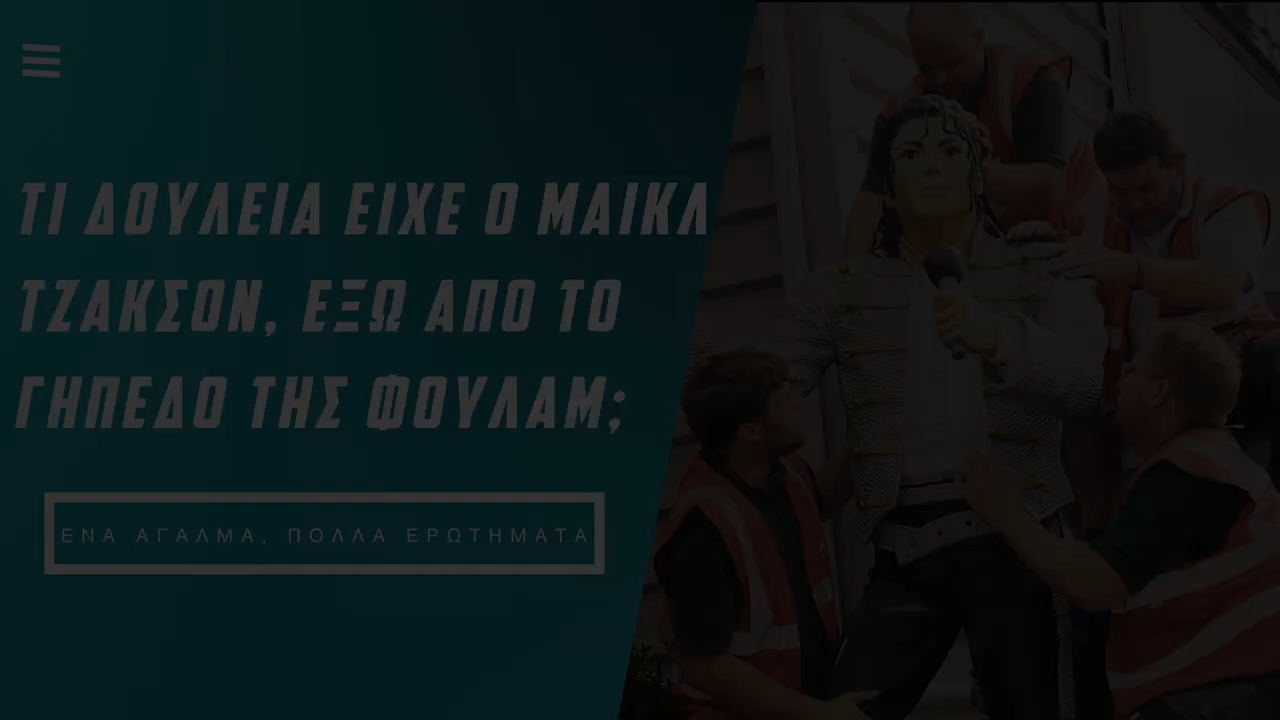 ΤΙ ΔΟΥΛΕΙΑ ΕΙΧΕ Ο ΜΑΙΚΛ
ΤΖΑΚΣΟΝ, ΕΞΩ ΑΠΟ ΤΟ
ΓΗΠΕΔΟ ΤΗΣ ΦΟΥΛΑΜ;
ΕΝΑ ΑΓΑΛΜΑ, ΠΟΛΛΑ ΕΡΩΤΗΜΑΤΑ